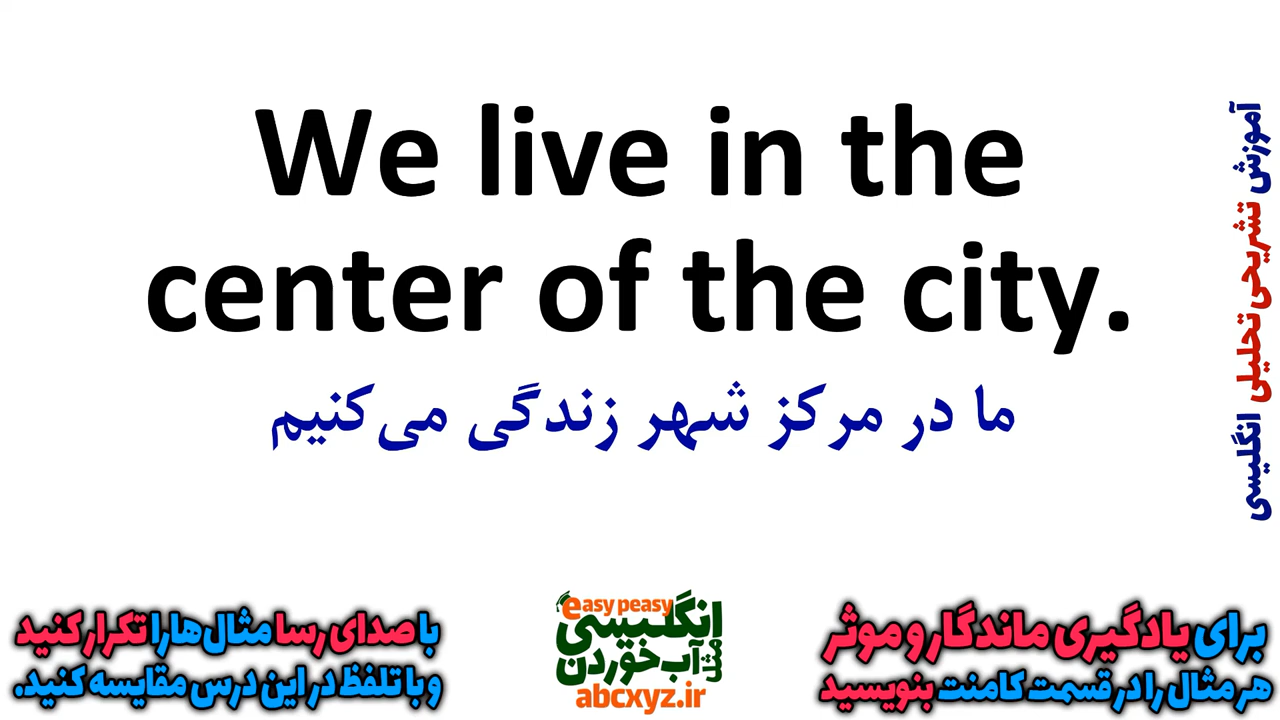 We live in the
center of the city.
ما در مرکز شهر زندگی می‌کنیم
آموزش تشریحی تحلیلی انگلیسی
برای یادگیری ماندگار و موثر
هر مثال را در قسمت کامنت بنویسید
easy peasy
انگلیسی
مثل
آب خوردن
abcxyz.ir
با صدای رسا مثال‌ها را تکرار کنید
و با تلفظ در این درس مقایسه کنید.